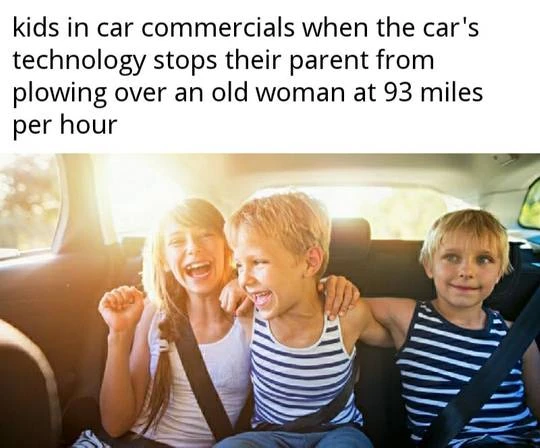 kids in car commercials when the car's
technology stops their parent from
plowing over an old woman at 93 miles
per hour